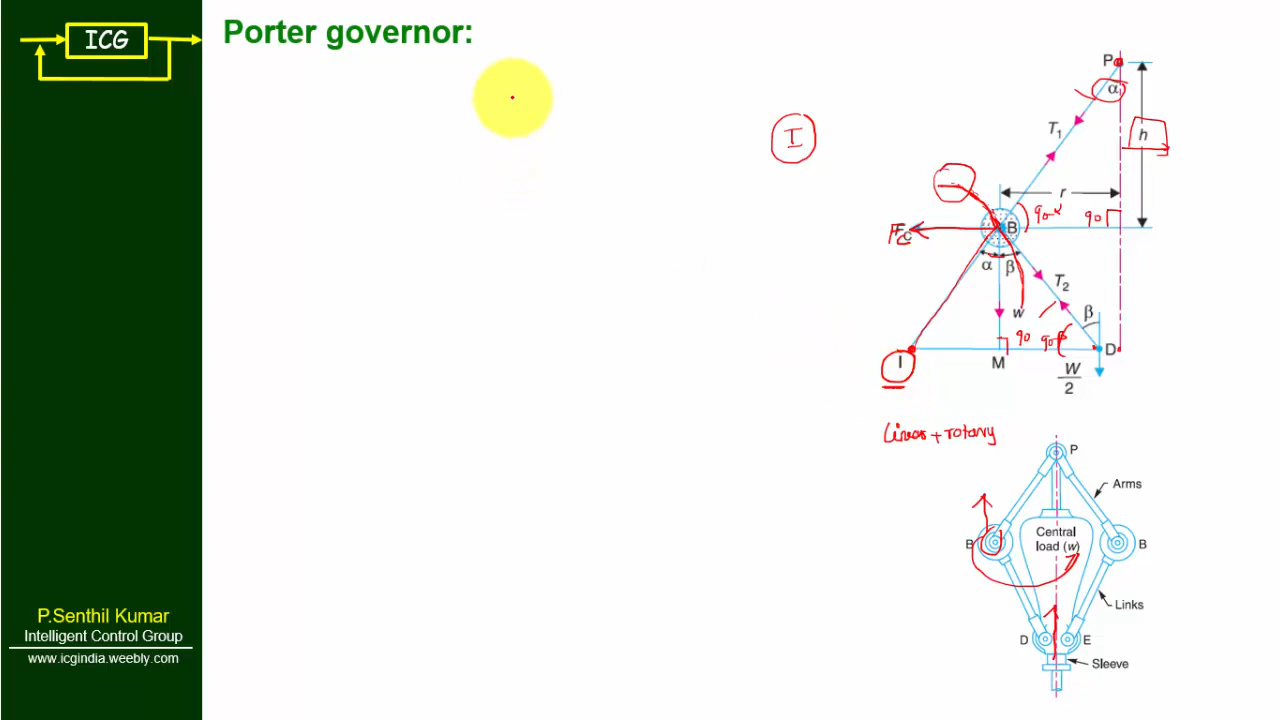 ICG
Porter governor:
P
α
T1
h
I
r
90-α
90
Fc
Fc
B
α
β
T2
w
β
90
90-β
I
M
D
W
2
Linear + rotary
P
Arms
Central
load (w)
B
B
Links
D
E
Sleeve
P.Senthil Kumar
Intelligent Control Group
www.icgindia.weebly.com